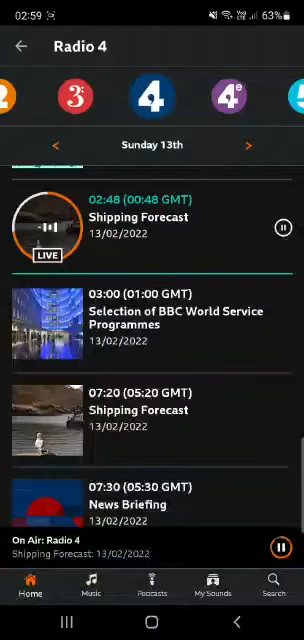 02:59
63%
Radio 4
2
3
4
4e
5
< Sunday 13th >
02:48 (00:48 GMT)
Shipping Forecast
13/02/2022
LIVE
03:00 (01:00 GMT)
Selection of BBC World Service
Programmes
13/02/2022
07:20 (05:20 GMT)
Shipping Forecast
13/02/2022
07:30 (05:30 GMT)
News Briefing
13/02/2022
On Air: Radio 4
Shipping Forecast: 13/02/2022
Home Music Podcasts My Sounds Search